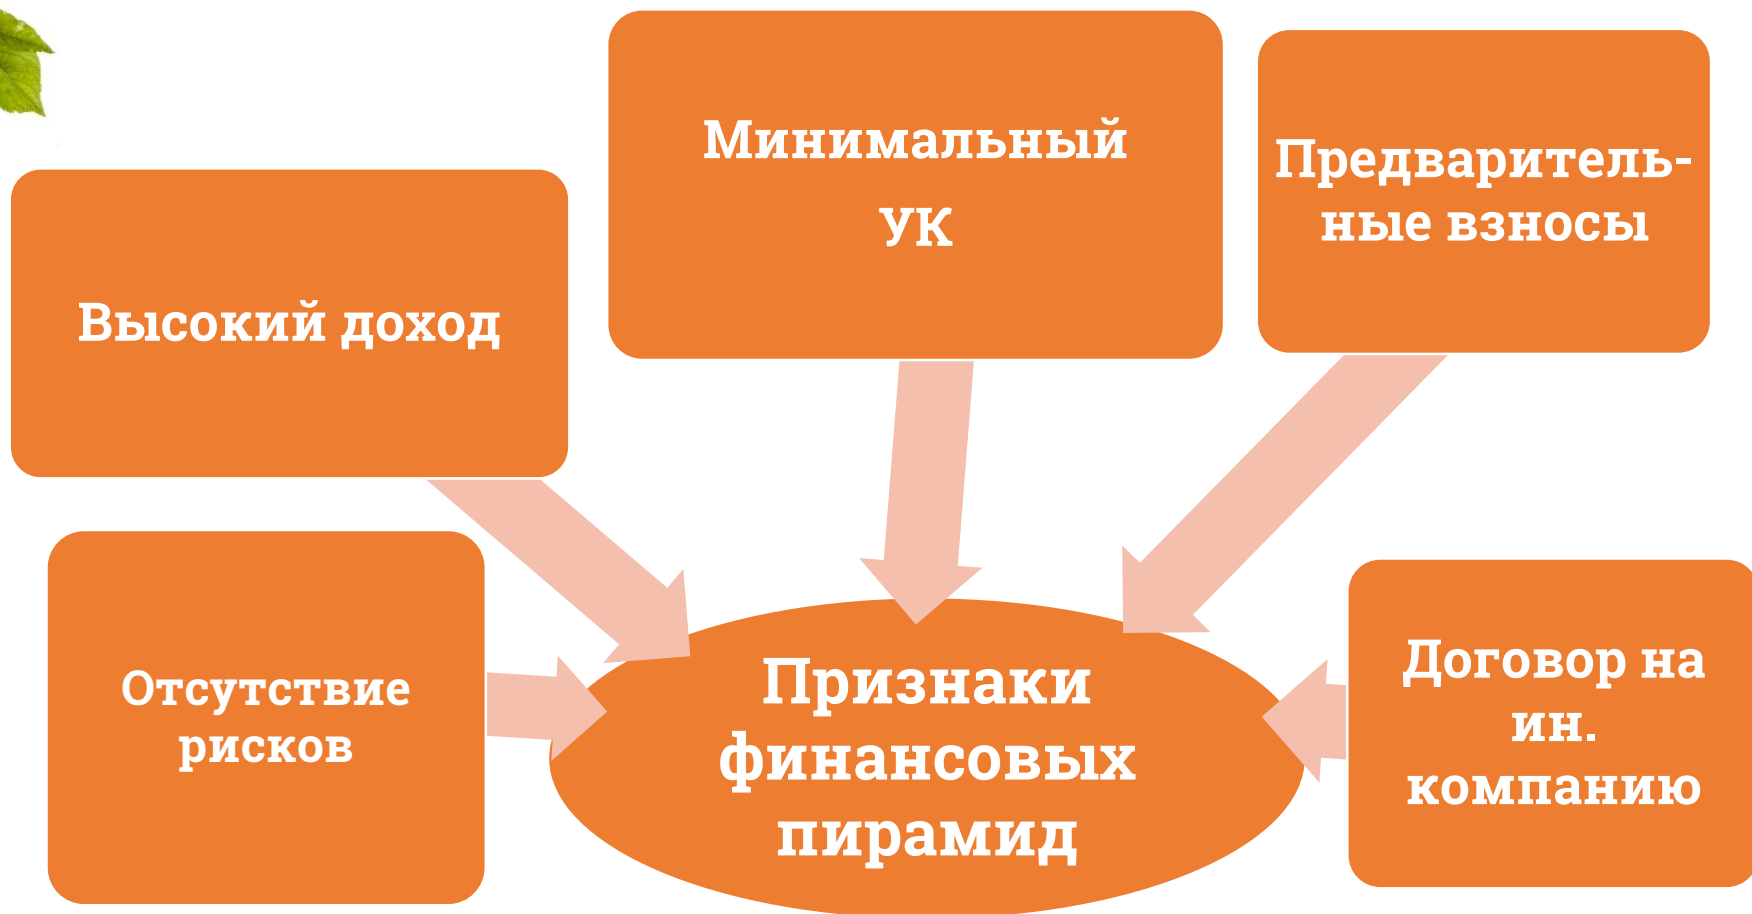 Минимальный
УК
Предваритель-
ные взносы
Высокий доход
Отсутствие
рисков
Признаки
финансовых
пирамид
Договор на
ин.
компанию